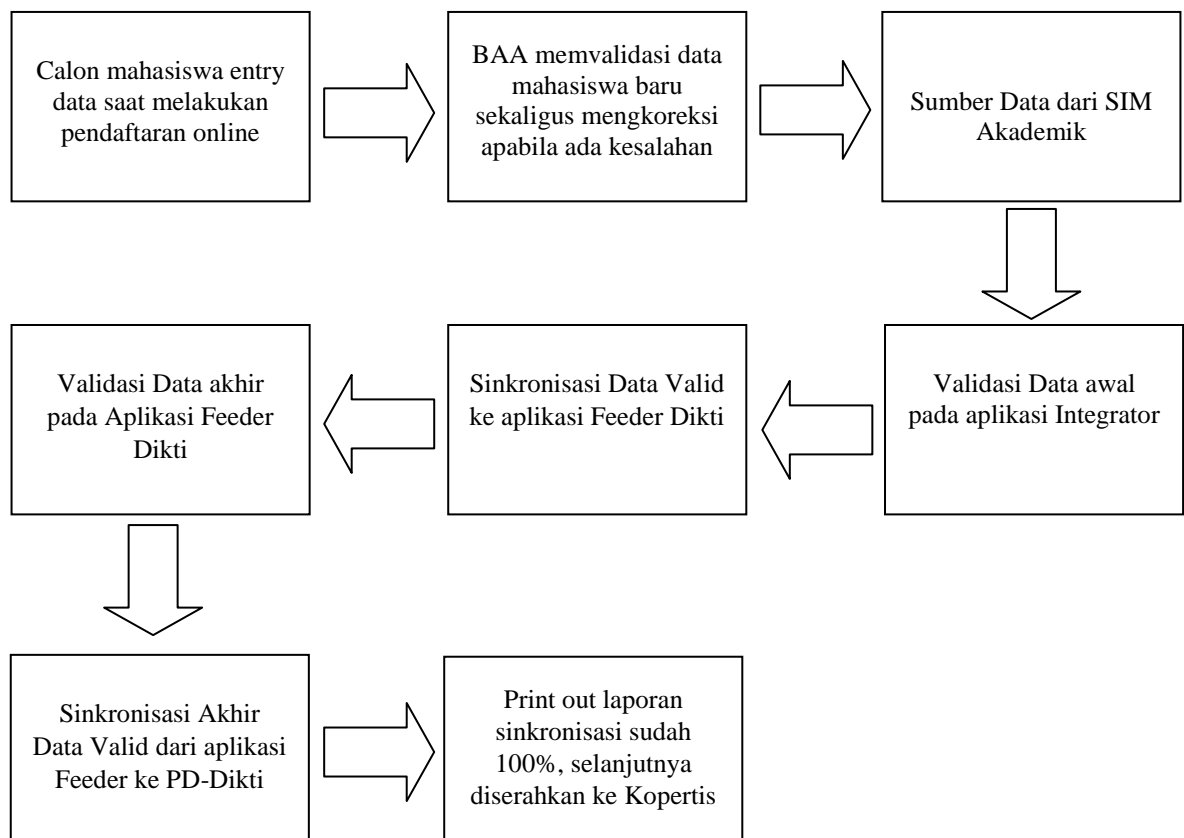 Calon mahasiswa entry
data saat melakukan
pendaftaran online
BAA memvalidasi data
mahasiswa baru
sekaligus mengkoreksi
apabila ada kesalahan
Sumber Data dari SIM
Akademik
Validasi Data awal
pada aplikasi Integrator
Sinkronisasi Data Valid
ke aplikasi Feeder Dikti
Validasi Data akhir
pada Aplikasi Feeder
Dikti
Sinkronisasi Akhir
Data Valid dari aplikasi
Feeder ke PD-Dikti
Print out laporan
sinkronisasi sudah
100%, selanjutnya
diserahkan ke Kopertis